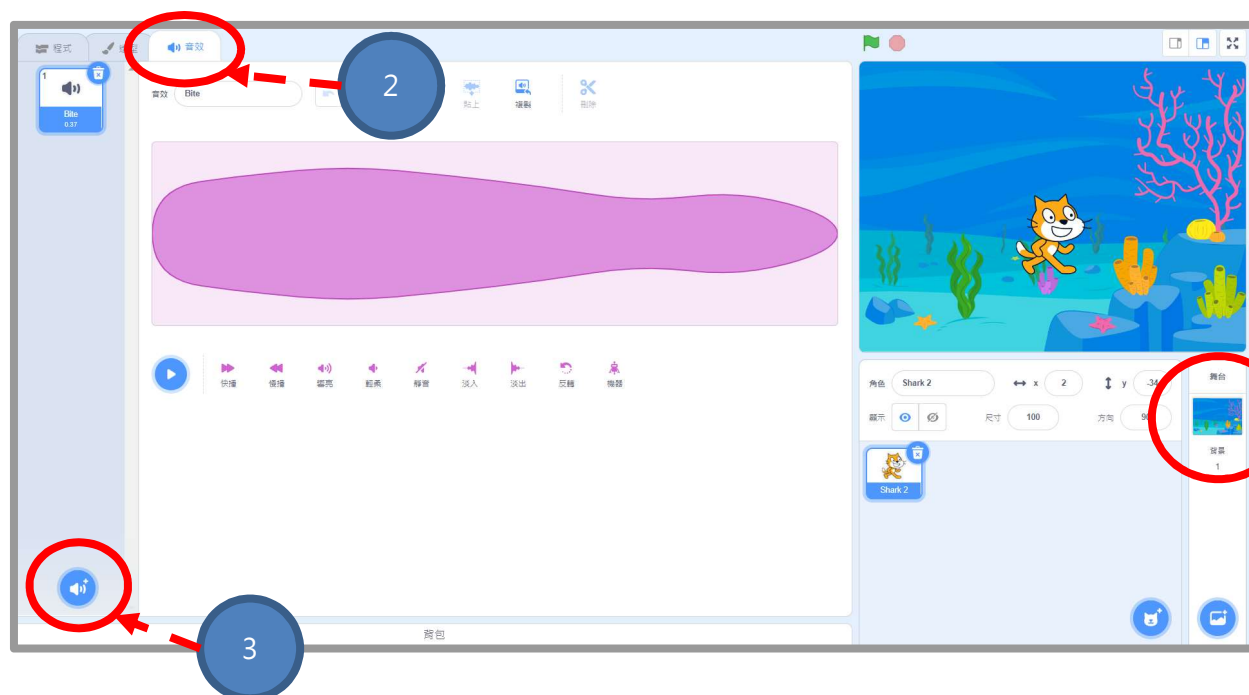 程式
音效
2
1
Bite
0.37
音效 Bite
貼上
複製
刪除
快播
慢播
響亮
輕柔
靜音
淡入
淡出
反轉
機器
角色 Shark 2 x 2 y -34
顯示 尺寸 100 方向
Shark 2
舞台
背景
1
背包
3